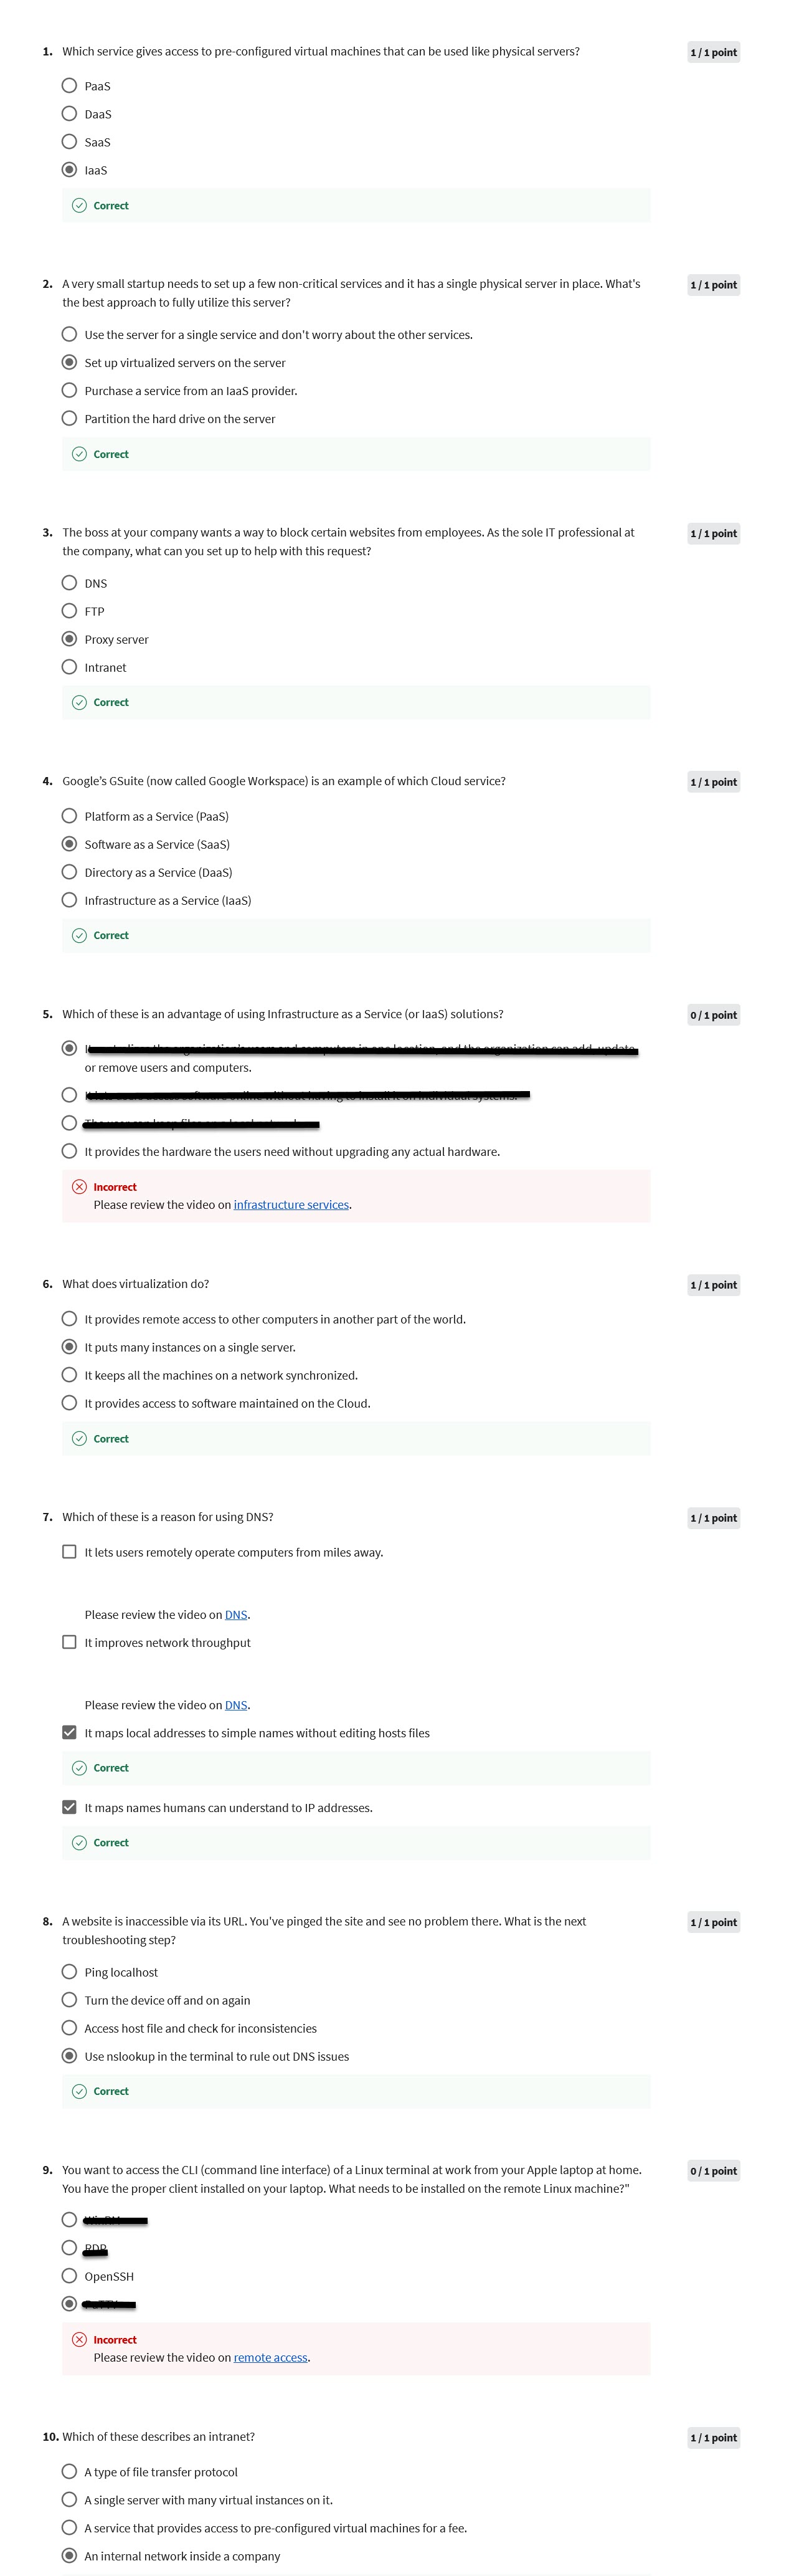 1. Which service gives access to pre-configured virtual machines that can be used like physical servers?
1 / 1 point
PaaS
DaaS
SaaS
IaaS
Correct
2. A very small startup needs to set up a few non-critical services and it has a single physical server in place. What's
the best approach to fully utilize this server?
1 / 1 point
Use the server for a single service and don't worry about the other services.
Set up virtualized servers on the server
Purchase a service from an IaaS provider.
Partition the hard drive on the server
Correct
3. The boss at your company wants a way to block certain websites from employees. As the sole IT professional at
the company, what can you set up to help with this request?
1 / 1 point
DNS
FTP
Proxy server
Intranet
Correct
4. Google’s GSuite (now called Google Workspace) is an example of which Cloud service?
1 / 1 point
Platform as a Service (PaaS)
Software as a Service (SaaS)
Directory as a Service (DaaS)
Infrastructure as a Service (IaaS)
Correct
5. Which of these is an advantage of using Infrastructure as a Service (or IaaS) solutions?
0 / 1 point
or remove users and computers.
It provides the hardware the users need without upgrading any actual hardware.
Incorrect
Please review the video on infrastructure services.
6. What does virtualization do?
1 / 1 point
It provides remote access to other computers in another part of the world.
It puts many instances on a single server.
It keeps all the machines on a network synchronized.
It provides access to software maintained on the Cloud.
Correct
7. Which of these is a reason for using DNS?
1 / 1 point
It lets users remotely operate computers from miles away.
Please review the video on DNS.
It improves network throughput
Please review the video on DNS.
It maps local addresses to simple names without editing hosts files
Correct
It maps names humans can understand to IP addresses.
Correct
8. A website is inaccessible via its URL. You've pinged the site and see no problem there. What is the next
troubleshooting step?
1 / 1 point
Ping localhost
Turn the device off and on again
Access host file and check for inconsistencies
Use nslookup in the terminal to rule out DNS issues
Correct
9. You want to access the CLI (command line interface) of a Linux terminal at work from your Apple laptop at home.
You have the proper client installed on your laptop. What needs to be installed on the remote Linux machine?"
0 / 1 point
RDP
OpenSSH
Incorrect
Please review the video on remote access.
10. Which of these describes an intranet?
1 / 1 point
A type of file transfer protocol
A single server with many virtual instances on it.
A service that provides access to pre-configured virtual machines for a fee.
An internal network inside a company